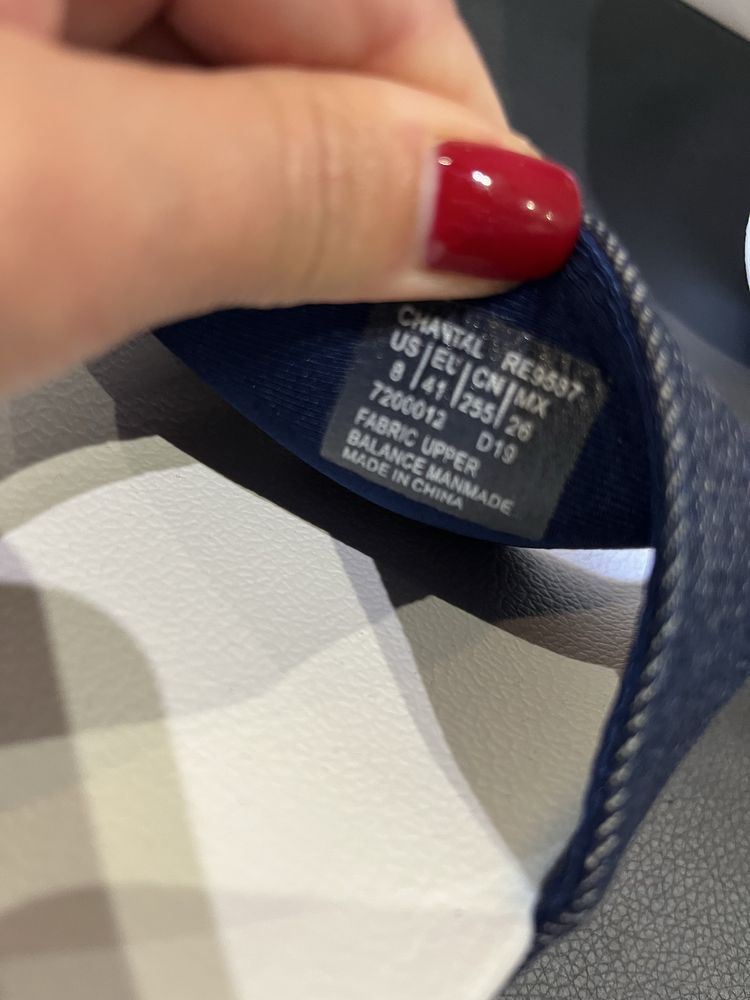 CHANTAL RE9597
US | EU | CN | MX
8 | 41 | 255 | 26
7200012 D19
FABRIC UPPER
BALANCE MANMADE
MADE IN CHINA